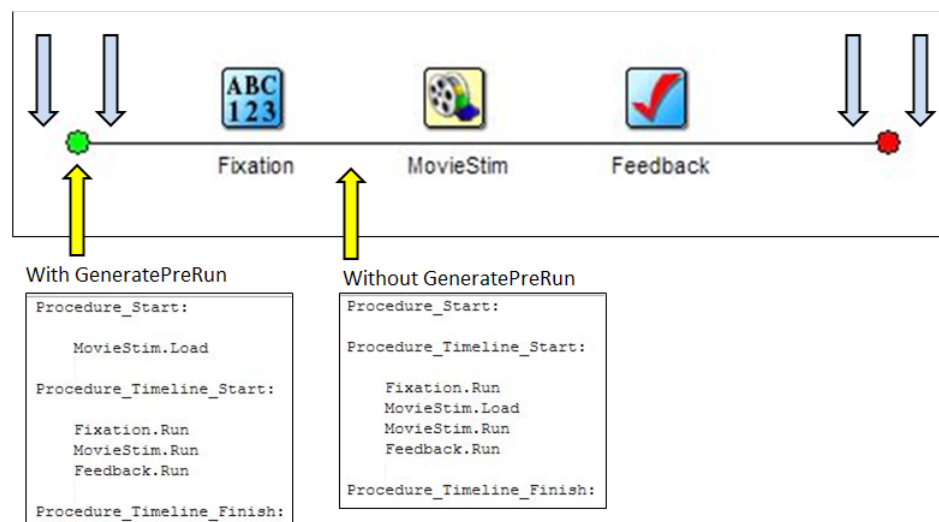 ABC
123
Fixation
MovieStim
Feedback
With GeneratePreRun
Procedure_Start:
MovieStim.Load
Procedure_Timeline_Start:
Fixation.Run
MovieStim.Run
Feedback.Run
Procedure_Timeline_Finish:
Without GeneratePreRun
Procedure_Start:
Procedure_Timeline_Start:
Fixation.Run
MovieStim.Load
MovieStim.Run
Feedback.Run
Procedure_Timeline_Finish: